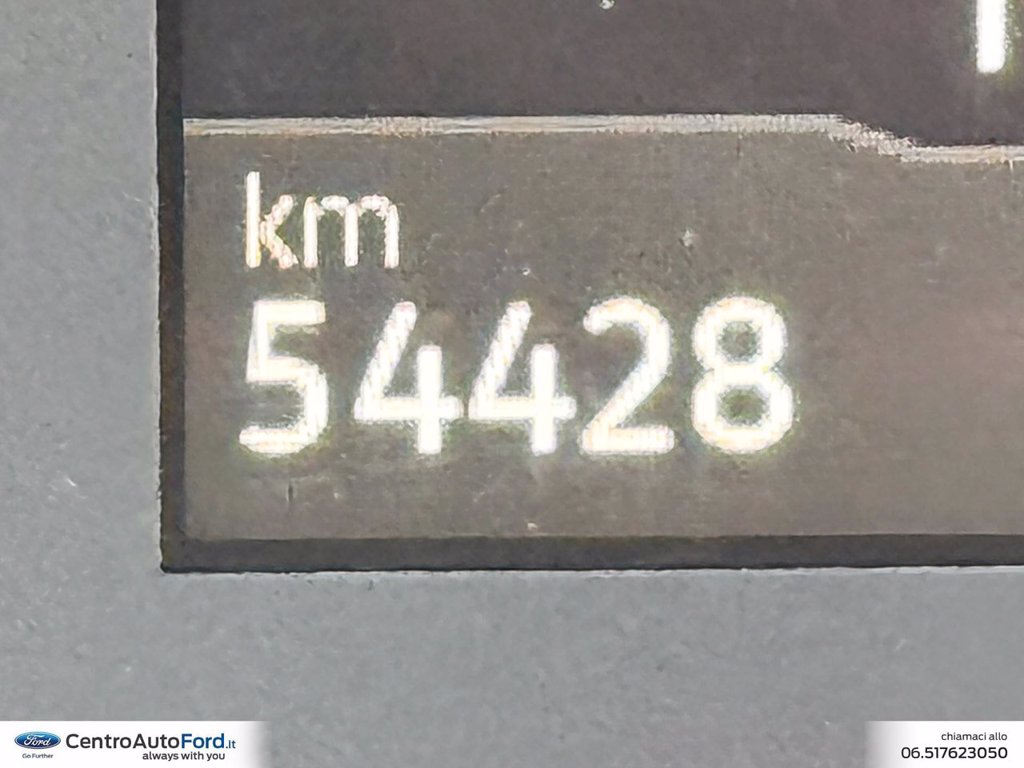 km
54428
Ford
Go Further
CentroAutoFord.it
always with you
chiamaci allo
06.517623050